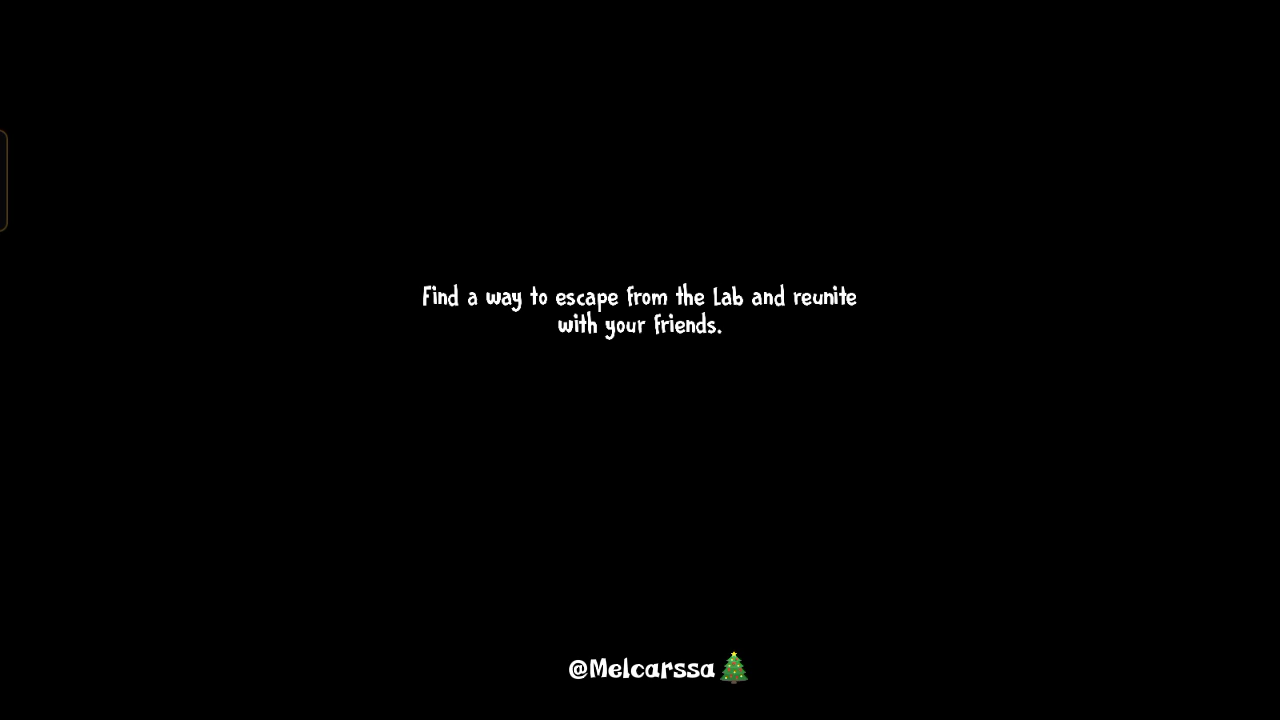 Find a way to escape from the Lab and reunite
with your friends.
@Melcarssa🎄